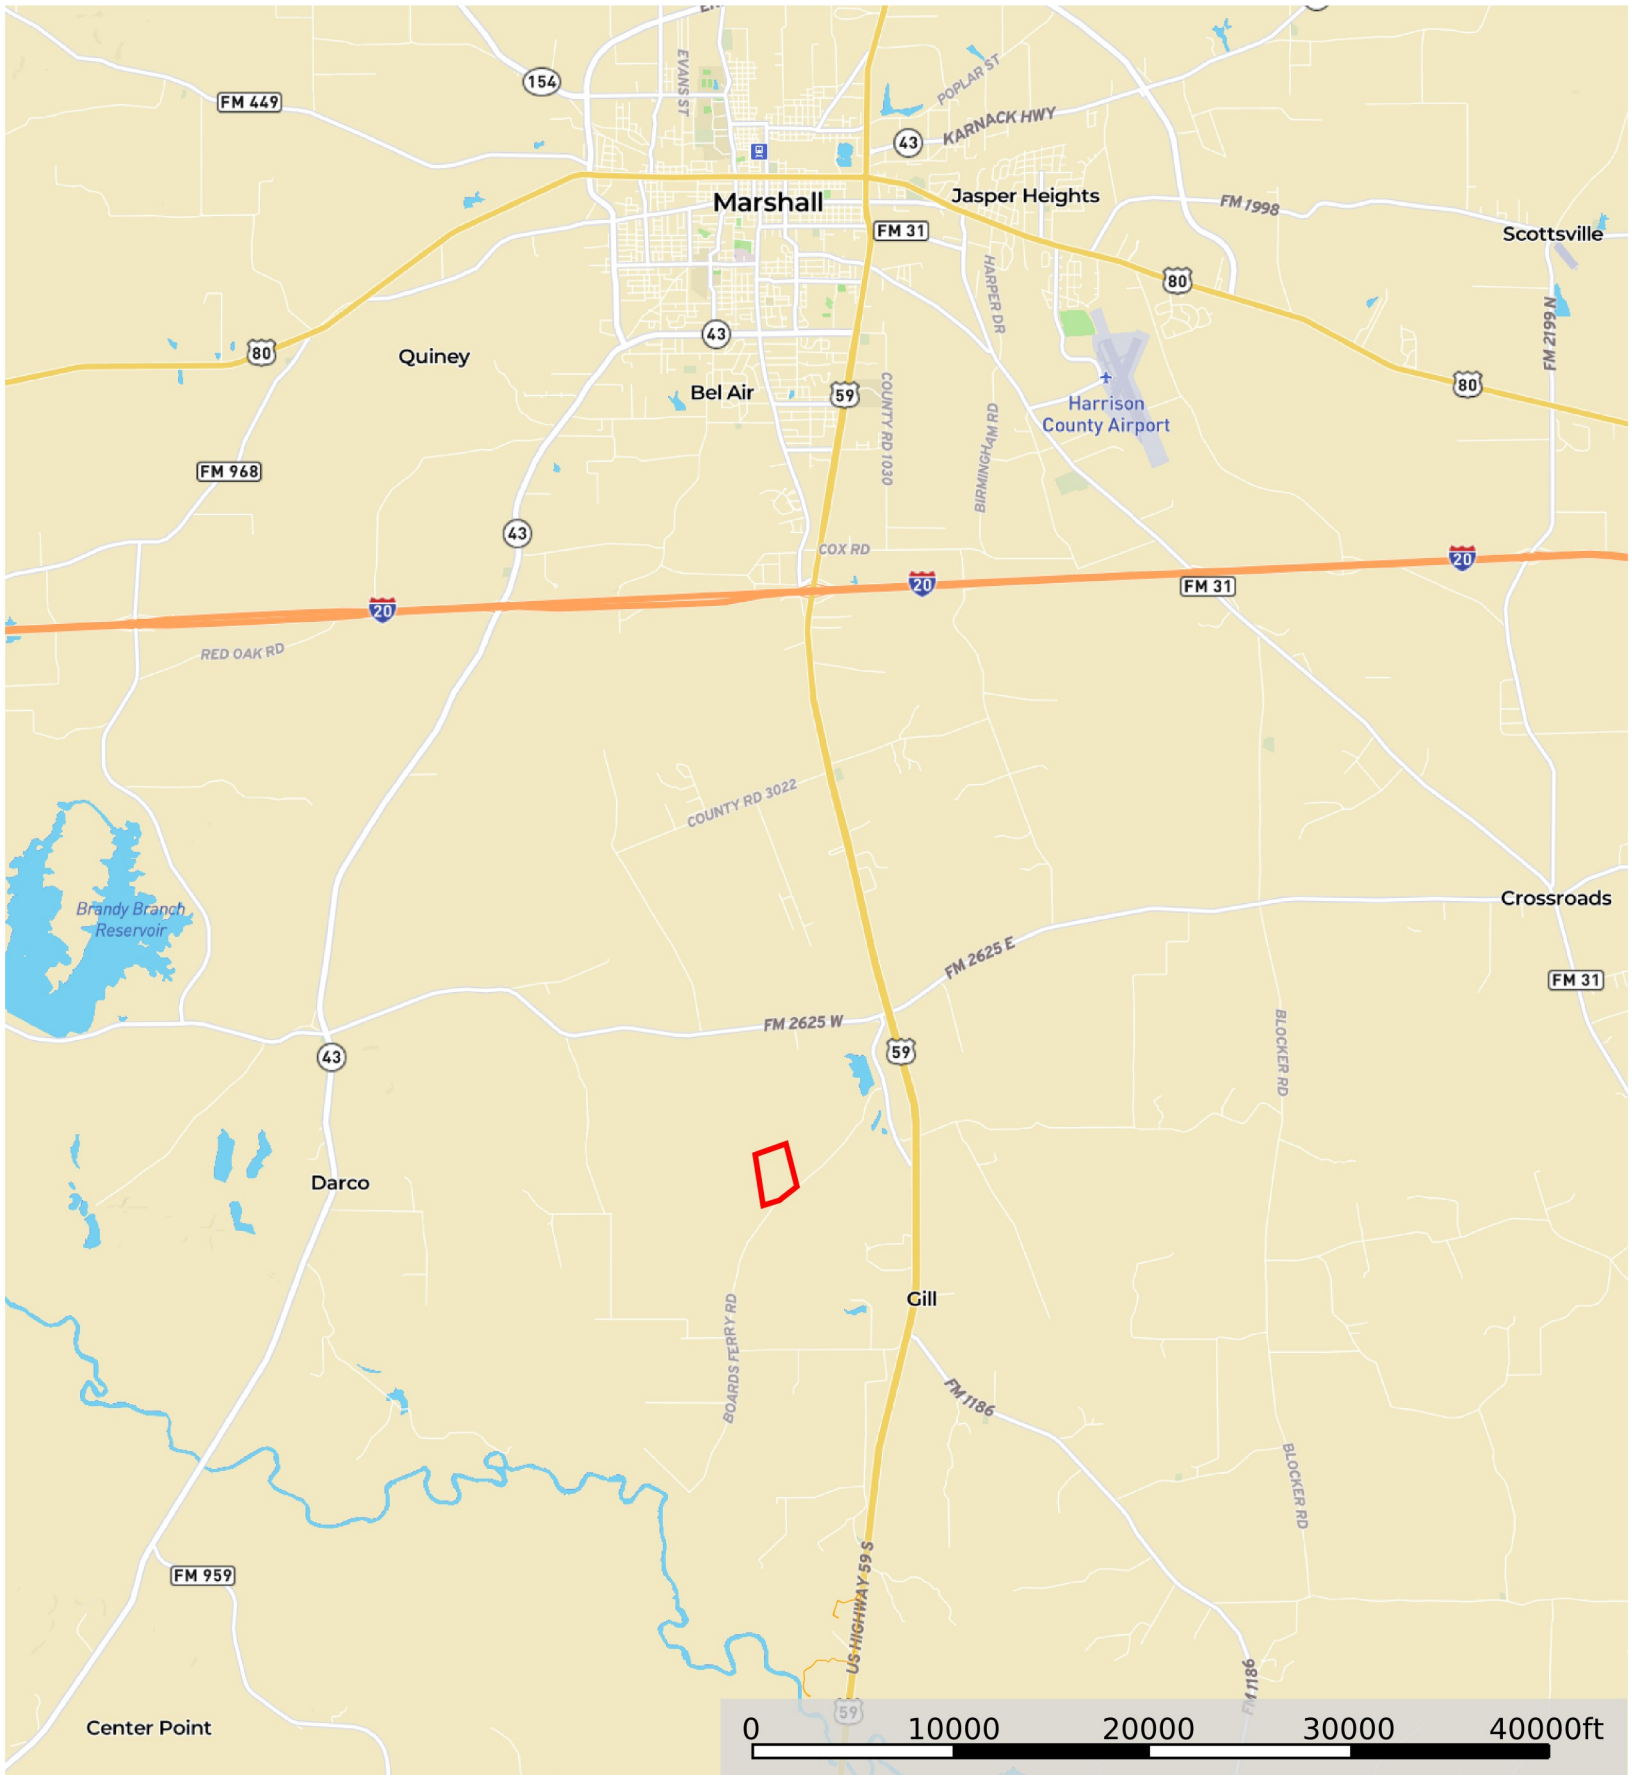 154
EVANS ST
POPLAR ST
FM 449
KARNACK HWY
43
Marshall
Jasper Heights
FM 1998
FM 31
Scottsville
HARPER DR
80
FM 2199 N
43
80
Quiney
80
Bel Air
59
COUNTY RD 1030
Harrison
County Airport
BIRMINGHAM RD
FM 968
43
COX RD
20
20
20
FM 31
RED OAK RD
COUNTY RD 3022
Crossroads
Brandy Branch
Reservoir
FM 2625 E
FM 31
FM 2625 W
59
43
BLOCKER RD
Darco
Gill
BOARDS FERRY RD
FM 1186
BLOCKER RD
FM 959
US HIGHWAY 59 S
FM 1186
59
Center Point
0 10000 20000 30000 40000ft